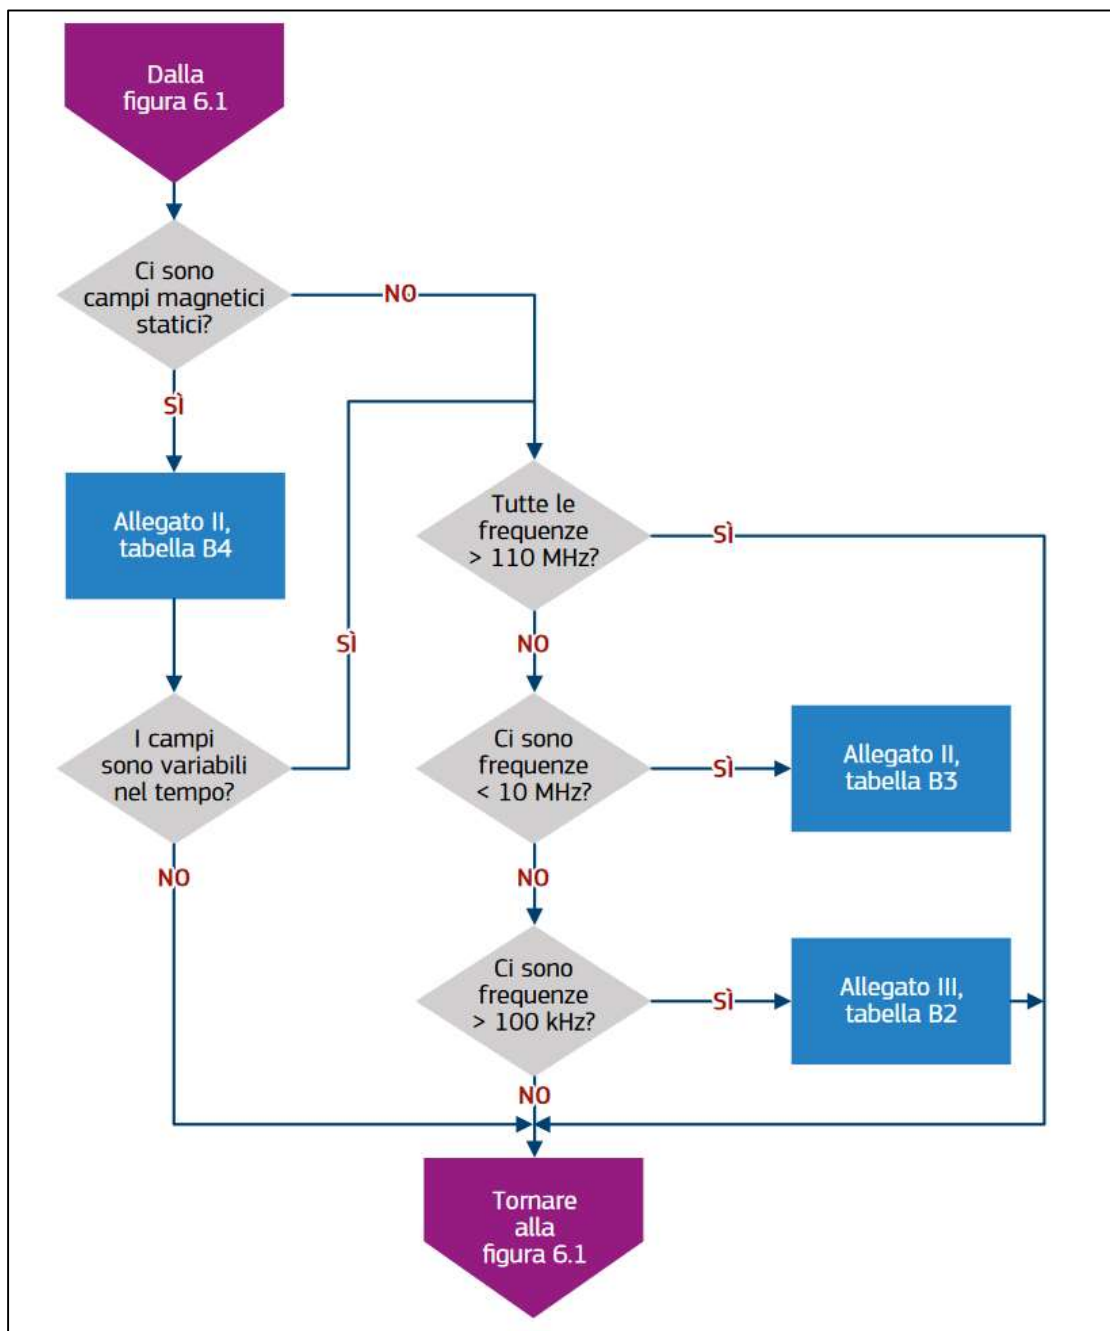 Dalla
figura 6.1
Ci sono
campi magnetici
statici?
NO
SÌ
Allegato II,
tabella B4
Tutte le
frequenze
> 110 MHz?
SÌ
SÌ
NO
I campi
sono variabili
nel tempo?
Ci sono
frequenze
< 10 MHz?
SÌ
Allegato II,
tabella B3
NO
NO
Ci sono
frequenze
> 100 kHz?
SÌ
Allegato III,
tabella B2
NO
Tornare
alla
figura 6.1